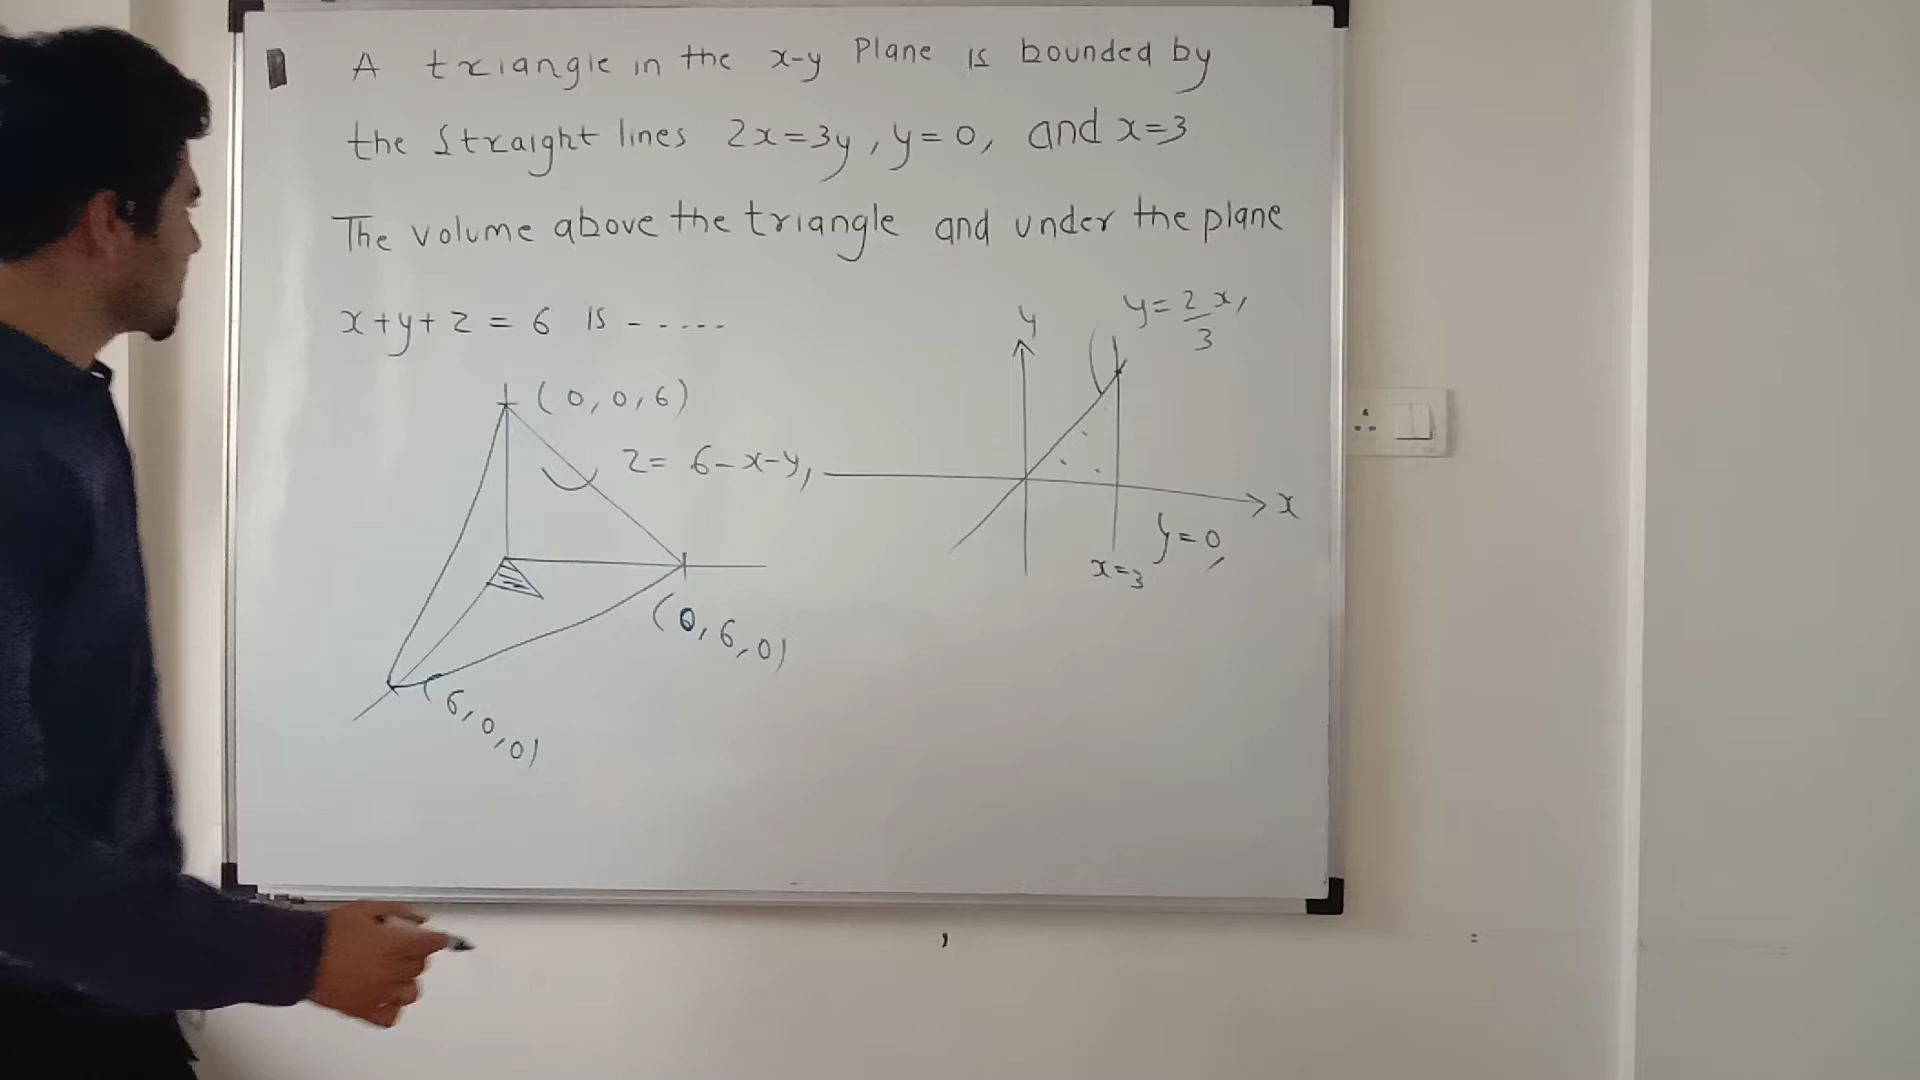 A triangle in the x-y Plane is bounded by
the straight lines 2x=3y, y=0, and x=3
The volume above the triangle and under the plane
x+y+z = 6 is - - - - -
y = 2x/3,
y
(0,0,6)
z = 6-x-y,
x
y=0,
x=3
(0,6,0)
(6,0,0)